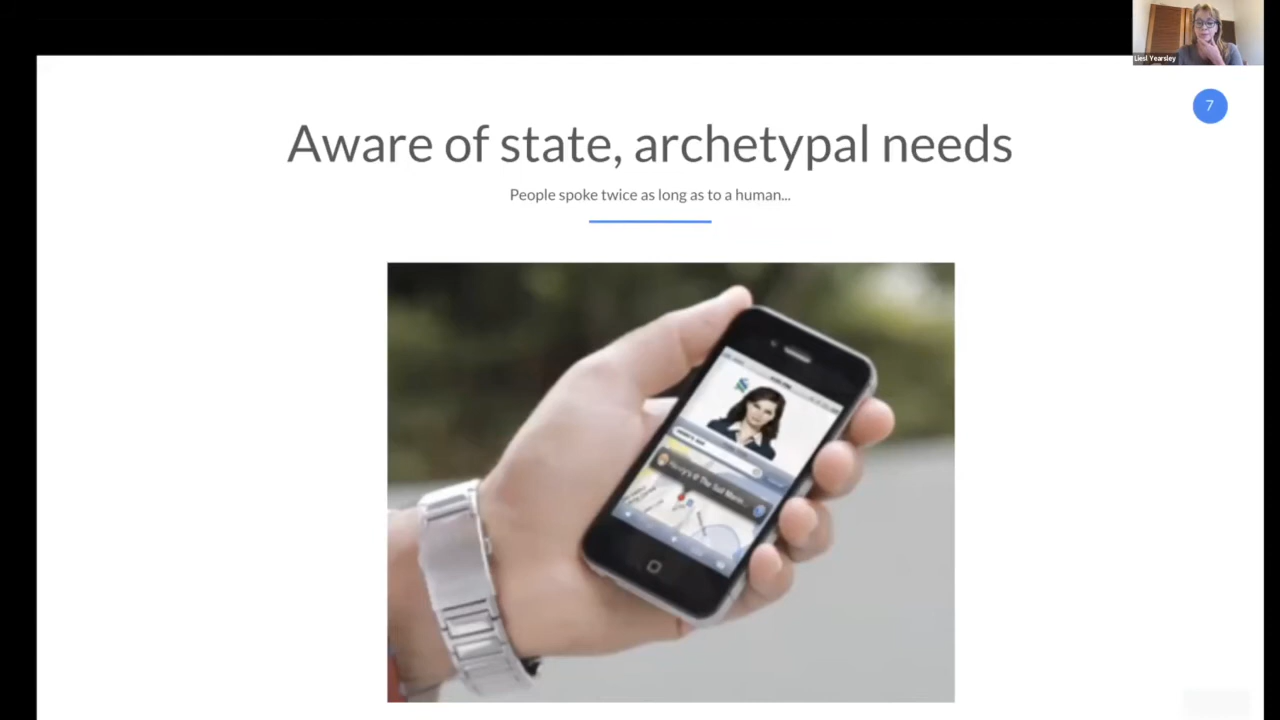 Liesl Yearsley
7
Aware of state, archetypal needs
People spoke twice as long as to a human...